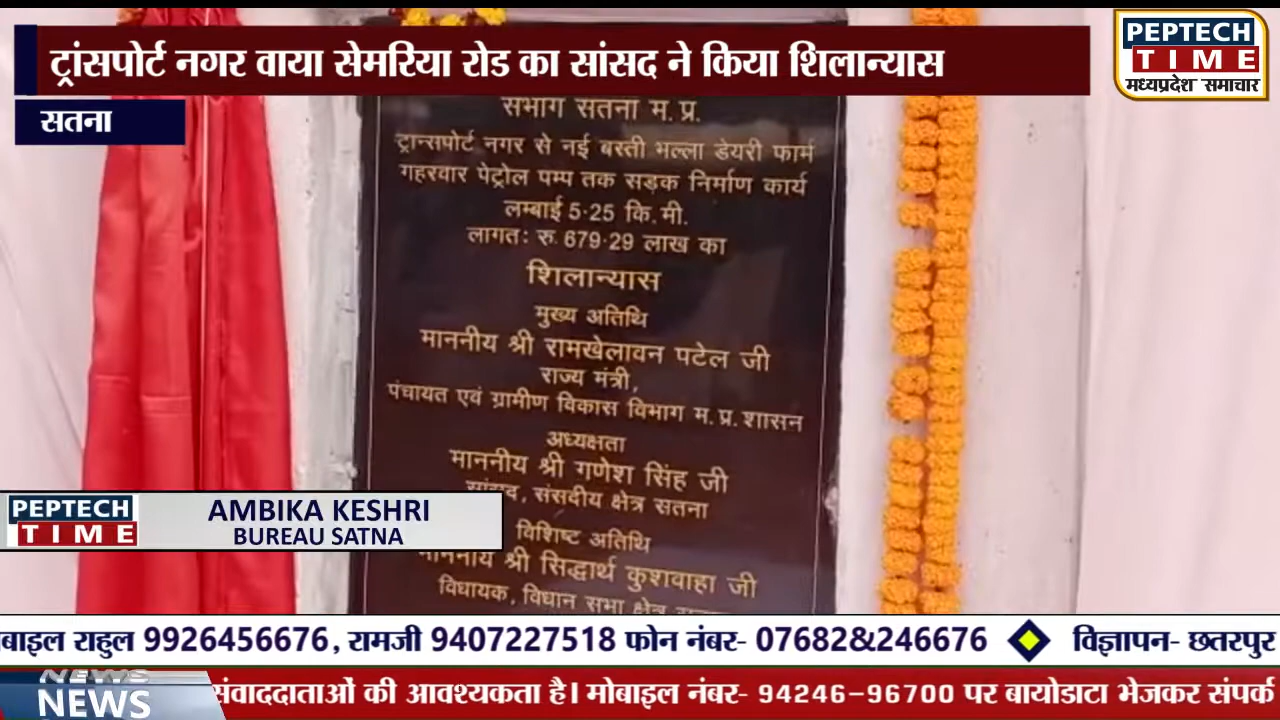 ट्रांसपोर्ट नगर वाया सेमरिया रोड का सांसद ने किया शिलान्यास
PEPTECH
TIME
मध्यप्रदेश समाचार
सतना
संभाग सतना म. प्र.
ट्रान्सपोर्ट नगर से नई बस्ती भल्ला डेयरी फार्म
गहरवार पेट्रोल पम्प तक सड़क निर्माण कार्य
लम्बाई 5·25 कि.मी.
लागतः रु. 679·29 लाख का
शिलान्यास
मुख्य अतिथि
माननीय श्री रामखेलावन पटेल जी
राज्य मंत्री,
पंचायत एवं ग्रामीण विकास विभाग म. प्र. शासन
अध्यक्षता
माननीय श्री गणेश सिंह जी
सांसद, संसदीय क्षेत्र सतना
विशिष्ट अतिथि
माननीय श्री सिद्धार्थ कुशवाहा जी
विधायक, विधान सभा क्षेत्र
PEPTECH
TIME
AMBIKA KESHRI
BUREAU SATNA
राहुल 9926456676, रामजी 9407227518 फोन नंबर- 07682&246676 विज्ञापन- छतरपुर
NEWS
संवाददाताओं की आवश्यकता है। मोबाइल नंबर- 94246-96700 पर बायोडाटा भेजकर संपर्क